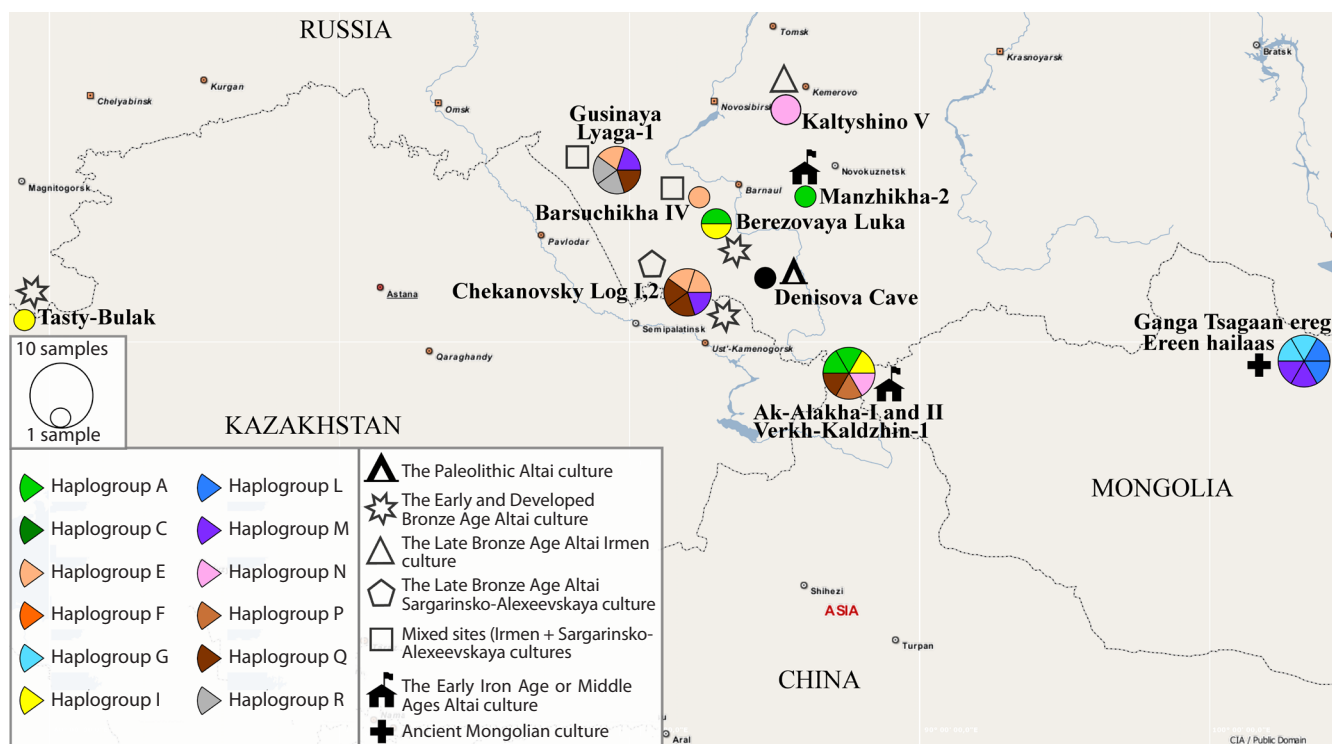 RUSSIA
Tomsk
Bratsk
Krasnoyarsk
Kurgan
Chelyabinsk
Omsk
Kemerovo
Novosibirsk
Gusinaya
Lyaga-1
Kaltyshino V
Magnitogorsk
Novokuznetsk
Barnaul
Manzhikha-2
Barsuchikha IV
Berezovaya Luka
Pavlodar
Chekanovsky Log I,2
Denisova Cave
Astana
Tasty-Bulak
Semipalatinsk
Ganga Tsagaan ereg
Ereen hailaas
Ust'-Kamenogorsk
Qaraghandy
10 samples
1 sample
Ak-Alakha-I and II
Verkh-Kaldzhin-1
KAZAKHSTAN
MONGOLIA
Haplogroup A
Haplogroup C
Haplogroup E
Haplogroup F
Haplogroup G
Haplogroup I
Haplogroup L
Haplogroup M
Haplogroup N
Haplogroup P
Haplogroup Q
Haplogroup R
The Paleolithic Altai culture
The Early and Developed
Bronze Age Altai culture
The Late Bronze Age Altai Irmen
culture
The Late Bronze Age Altai
Sargarinsko-Alexeevskaya culture
Mixed sites (Irmen + Sargarinsko-
Alexeevskaya cultures
The Early Iron Age or Middle
Ages Altai culture
Ancient Mongolian culture
Shihezi
ASIA
Turpan
CHINA
Aral
CIA / Public Domain